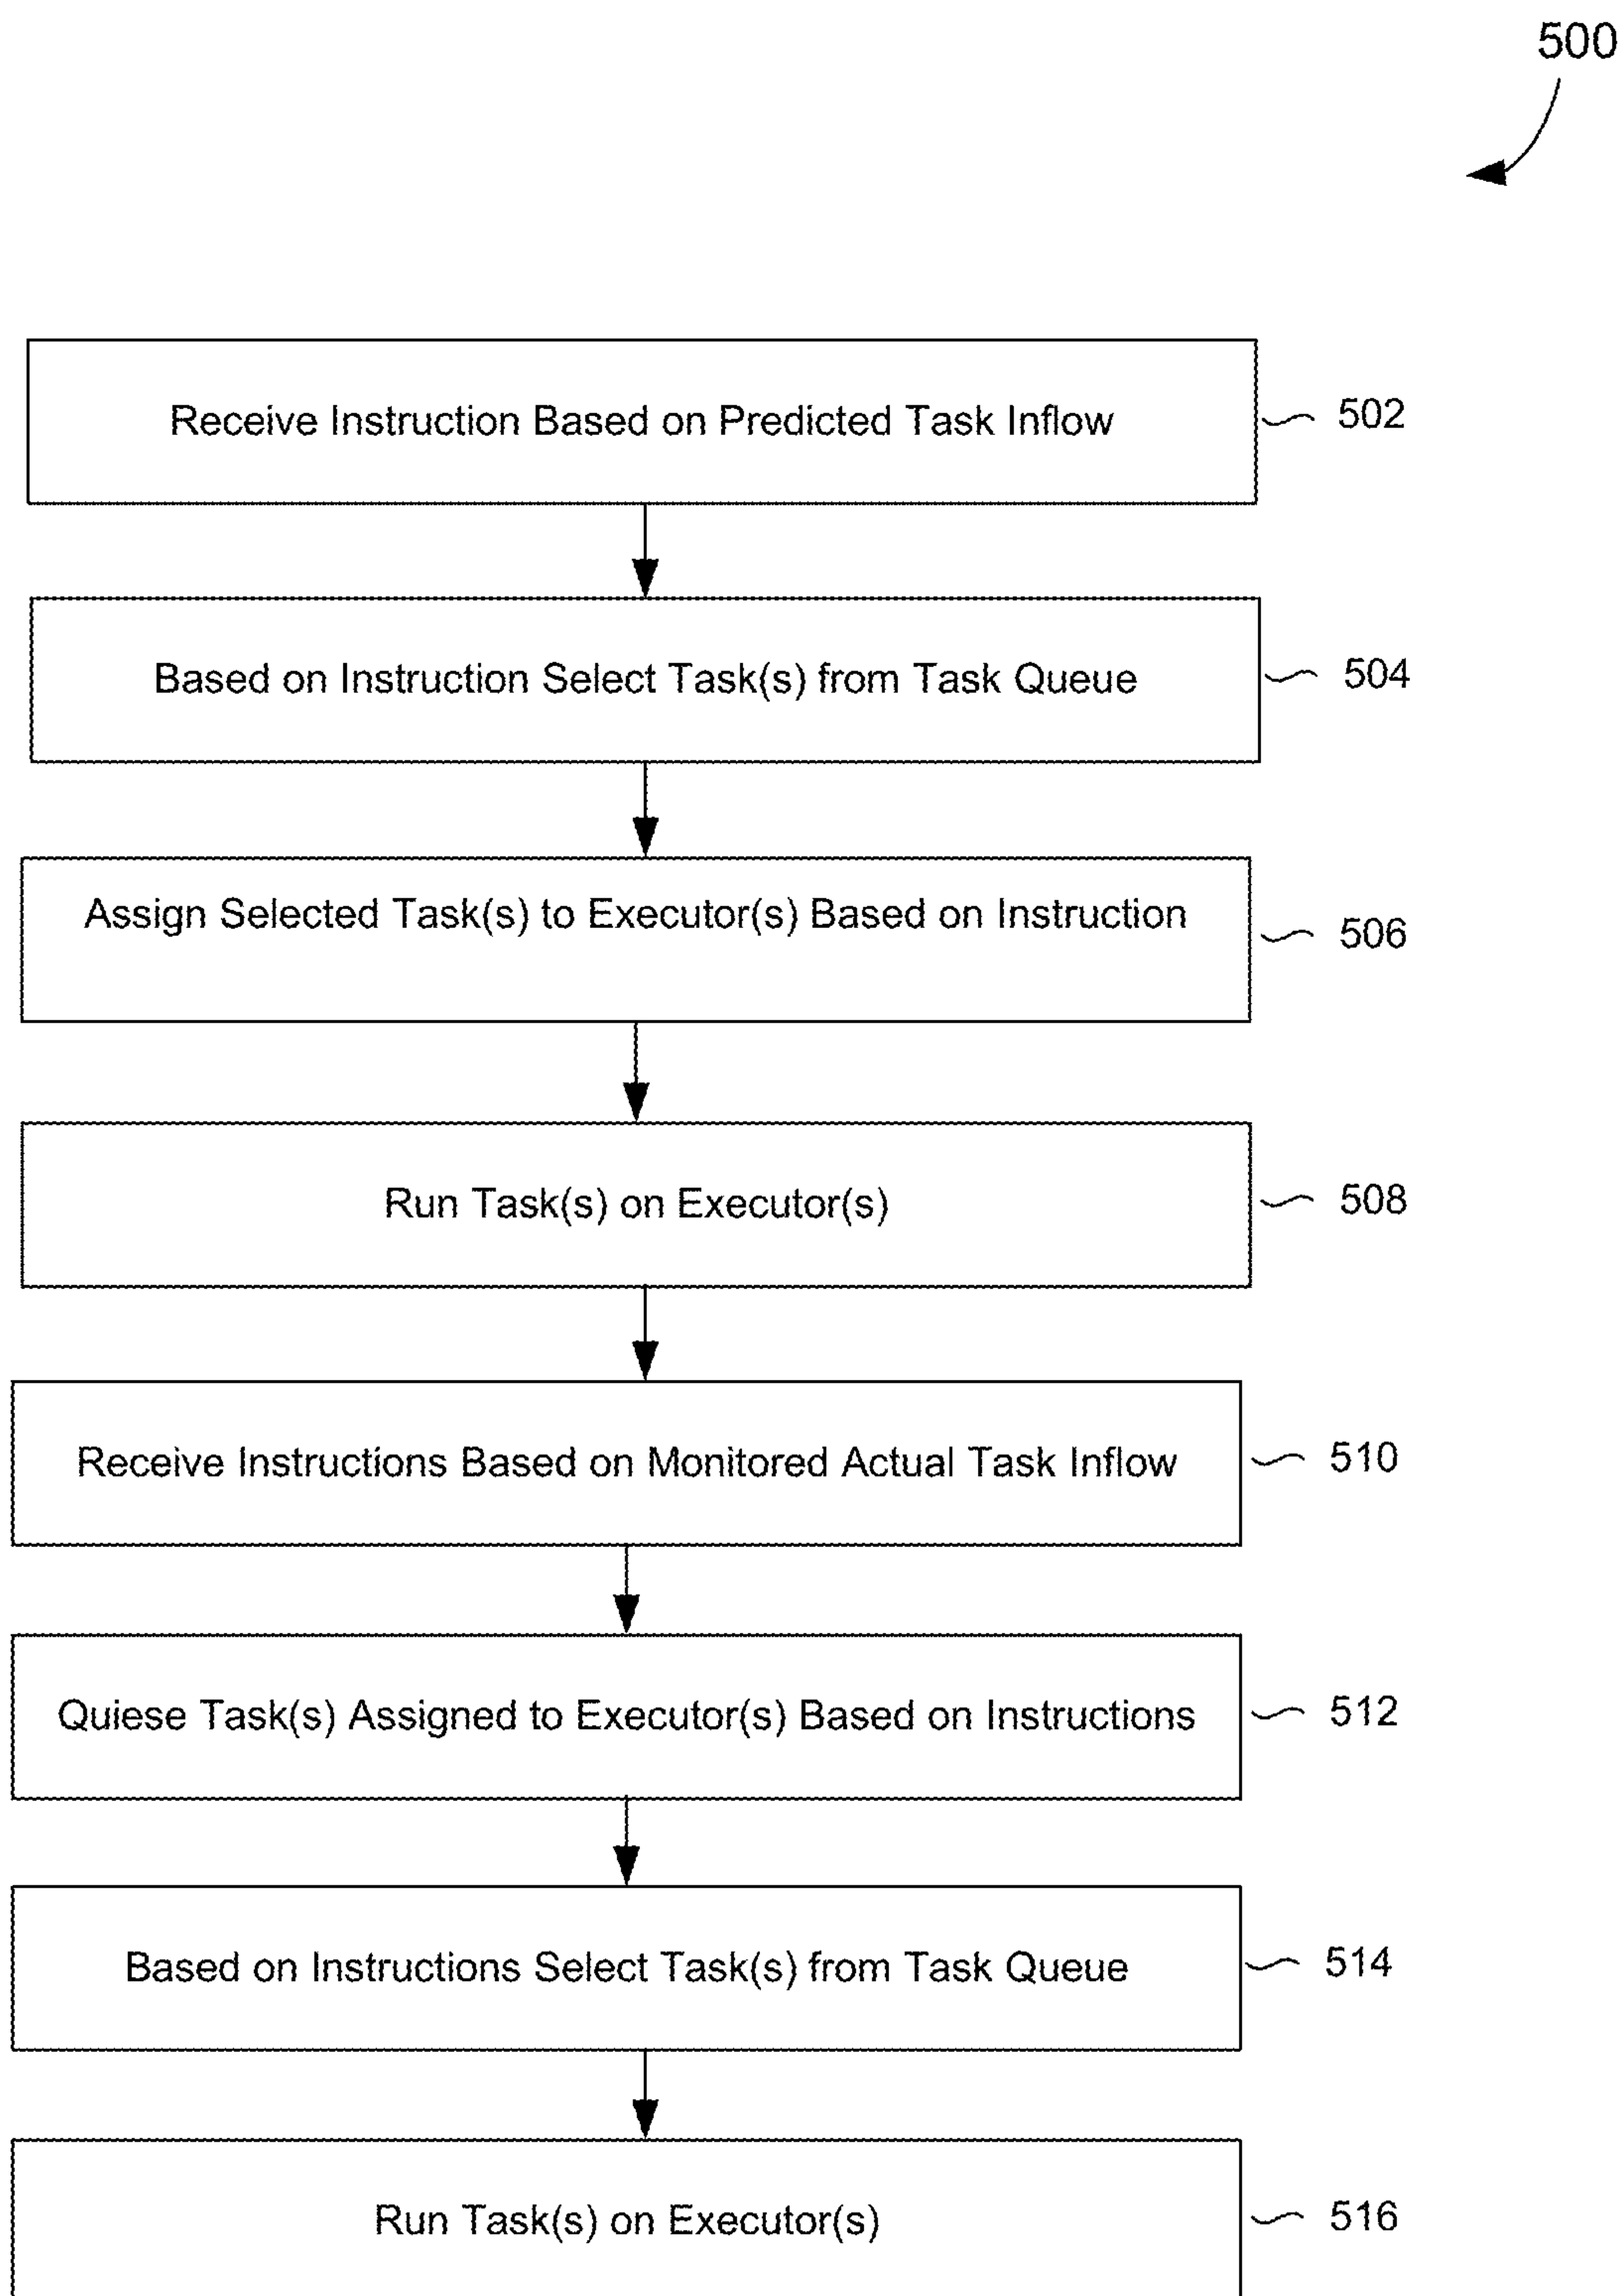 500
Receive Instruction Based on Predicted Task Inflow
502
Based on Instruction Select Task(s) from Task Queue
504
Assign Selected Task(s) to Executor(s) Based on Instruction
506
Run Task(s) on Executor(s)
508
Receive Instructions Based on Monitored Actual Task Inflow
510
Quiese Task(s) Assigned to Executor(s) Based on Instructions
512
Based on Instructions Select Task(s) from Task Queue
514
Run Task(s) on Executor(s)
516